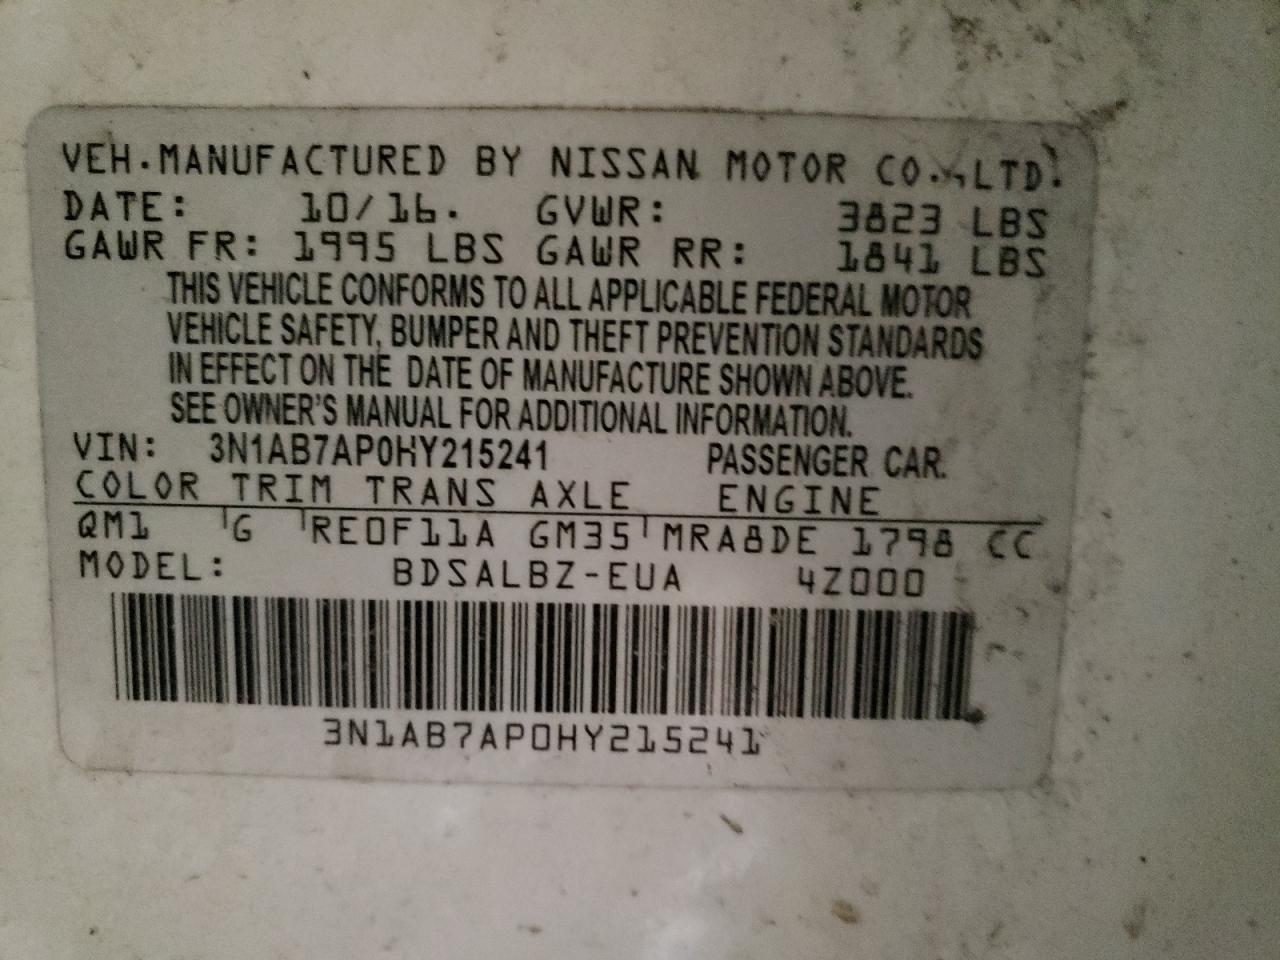 VEH.MANUFACTURED BY NISSAN MOTOR CO.,LTD.
DATE: 10/16. GVWR: 3823 LBS
GAWR FR: 1995 LBS GAWR RR: 1841 LBS
THIS VEHICLE CONFORMS TO ALL APPLICABLE FEDERAL MOTOR
VEHICLE SAFETY, BUMPER AND THEFT PREVENTION STANDARDS
IN EFFECT ON THE DATE OF MANUFACTURE SHOWN ABOVE.
SEE OWNER'S MANUAL FOR ADDITIONAL INFORMATION.
VIN: 3N1AB7AP0HY215241 PASSENGER CAR.
COLOR TRIM TRANS AXLE ENGINE
QM1 G RE0F11A GM35 MRA8DE 1798 CC
MODEL: BDSALBZ-EUA 4Z000
3N1AB7AP0HY215241